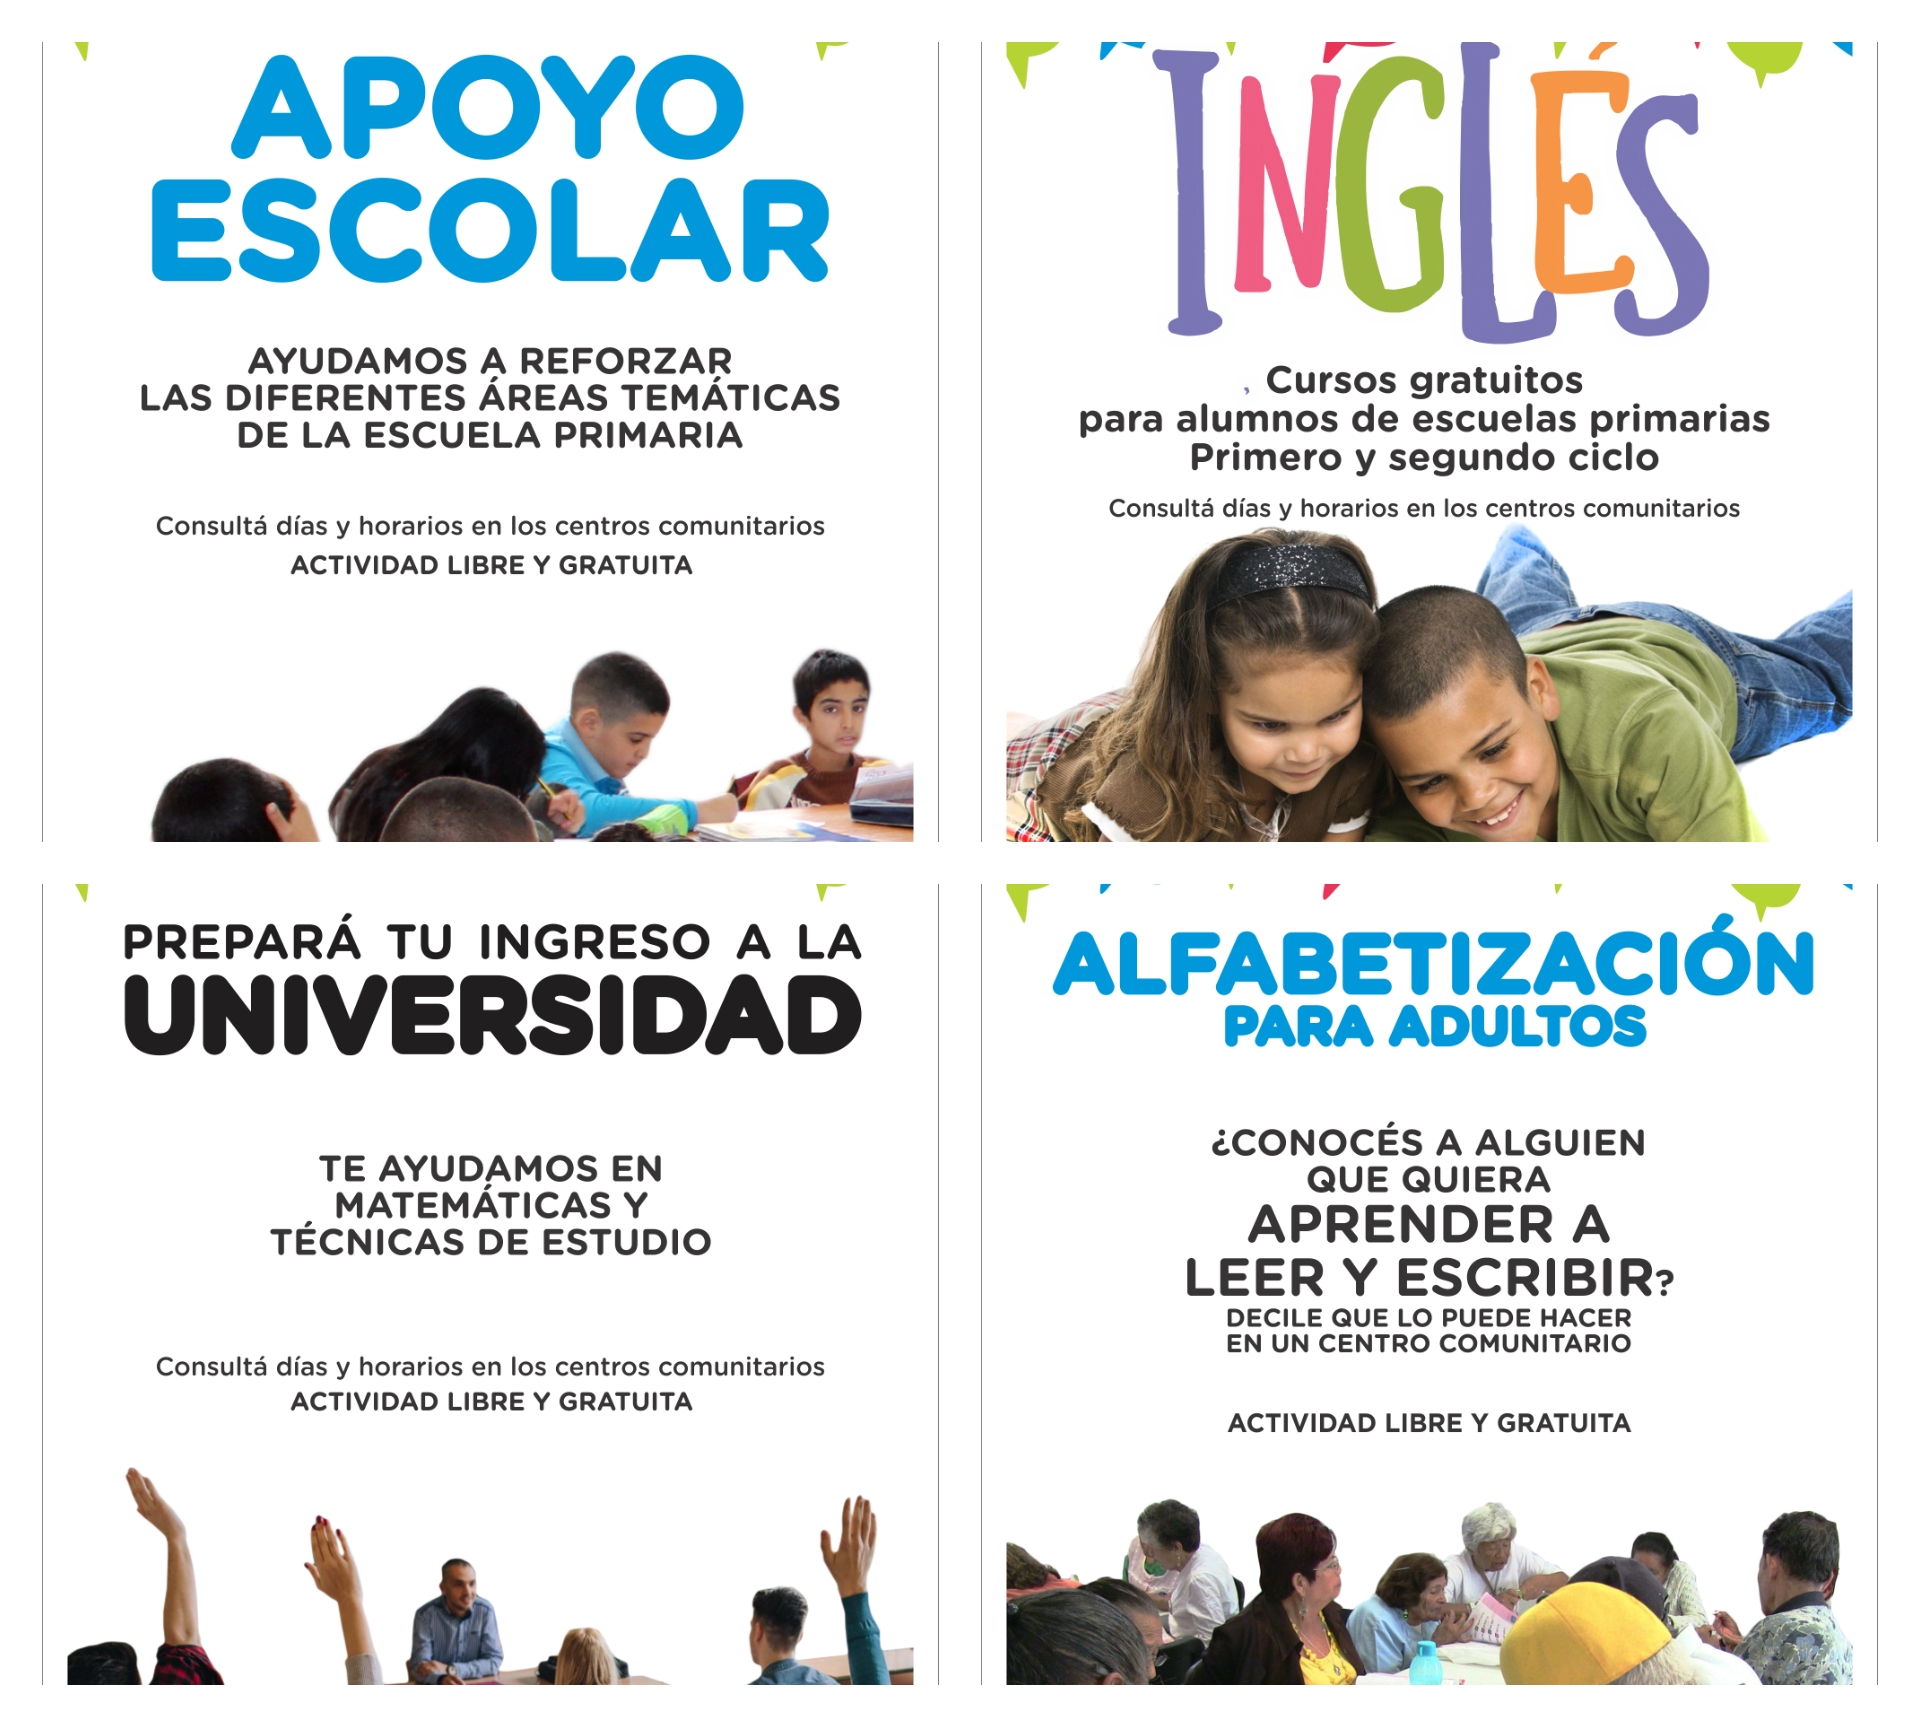 APOYO
ESCOLAR
AYUDAMOS A REFORZAR
LAS DIFERENTES ÁREAS TEMÁTICAS
DE LA ESCUELA PRIMARIA
Consultá días y horarios en los centros comunitarios
ACTIVIDAD LIBRE Y GRATUITA
INGLÉS
, Cursos gratuitos
para alumnos de escuelas primarias
Primero y segundo ciclo
Consultá días y horarios en los centros comunitarios
PREPARÁ TU INGRESO A LA
UNIVERSIDAD
TE AYUDAMOS EN
MATEMÁTICAS Y
TÉCNICAS DE ESTUDIO
Consultá días y horarios en los centros comunitarios
ACTIVIDAD LIBRE Y GRATUITA
ALFABETIZACIÓN
PARA ADULTOS
¿CONOCÉS A ALGUIEN
QUE QUIERA
APRENDER A
LEER Y ESCRIBIR?
DECILE QUE LO PUEDE HACER
EN UN CENTRO COMUNITARIO
ACTIVIDAD LIBRE Y GRATUITA